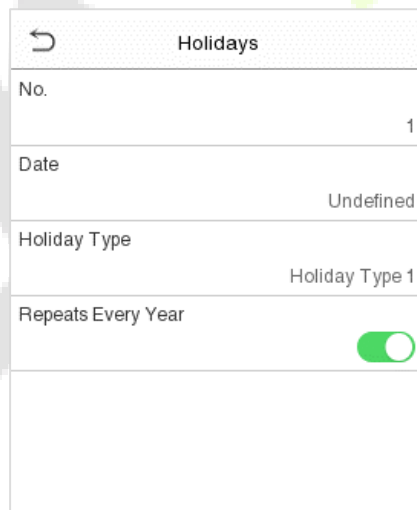 Holidays
No.
1
Date
Undefined
Holiday Type
Holiday Type 1
Repeats Every Year